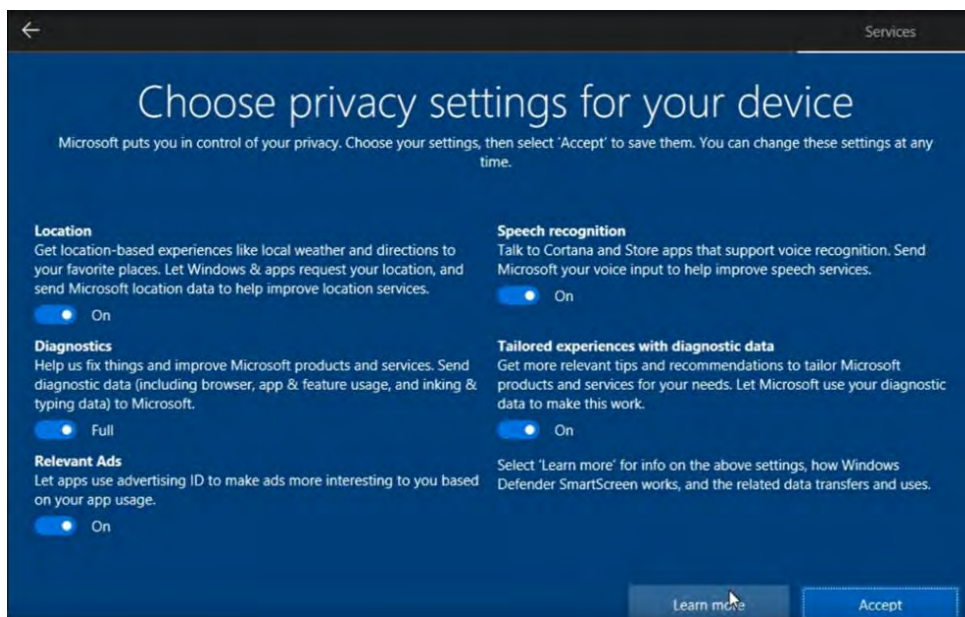 Services
Choose privacy settings for your device
Microsoft puts you in control of your privacy. Choose your settings, then select 'Accept' to save them. You can change these settings at any
time.
Location
Get location-based experiences like local weather and directions to
your favorite places. Let Windows & apps request your location, and
send Microsoft location data to help improve location services.
On
Diagnostics
Help us fix things and improve Microsoft products and services. Send
diagnostic data (including browser, app & feature usage, and inking &
typing data) to Microsoft.
Full
Relevant Ads
Let apps use advertising ID to make ads more interesting to you based
on your app usage.
On
Speech recognition
Talk to Cortana and Store apps that support voice recognition. Send
Microsoft your voice input to help improve speech services.
On
Tailored experiences with diagnostic data
Get more relevant tips and recommendations to tailor Microsoft
products and services for your needs. Let Microsoft use your diagnostic
data to make this work.
On
Select 'Learn more' for info on the above settings, how Windows
Defender SmartScreen works, and the related data transfers and uses.
Learn more
Accept